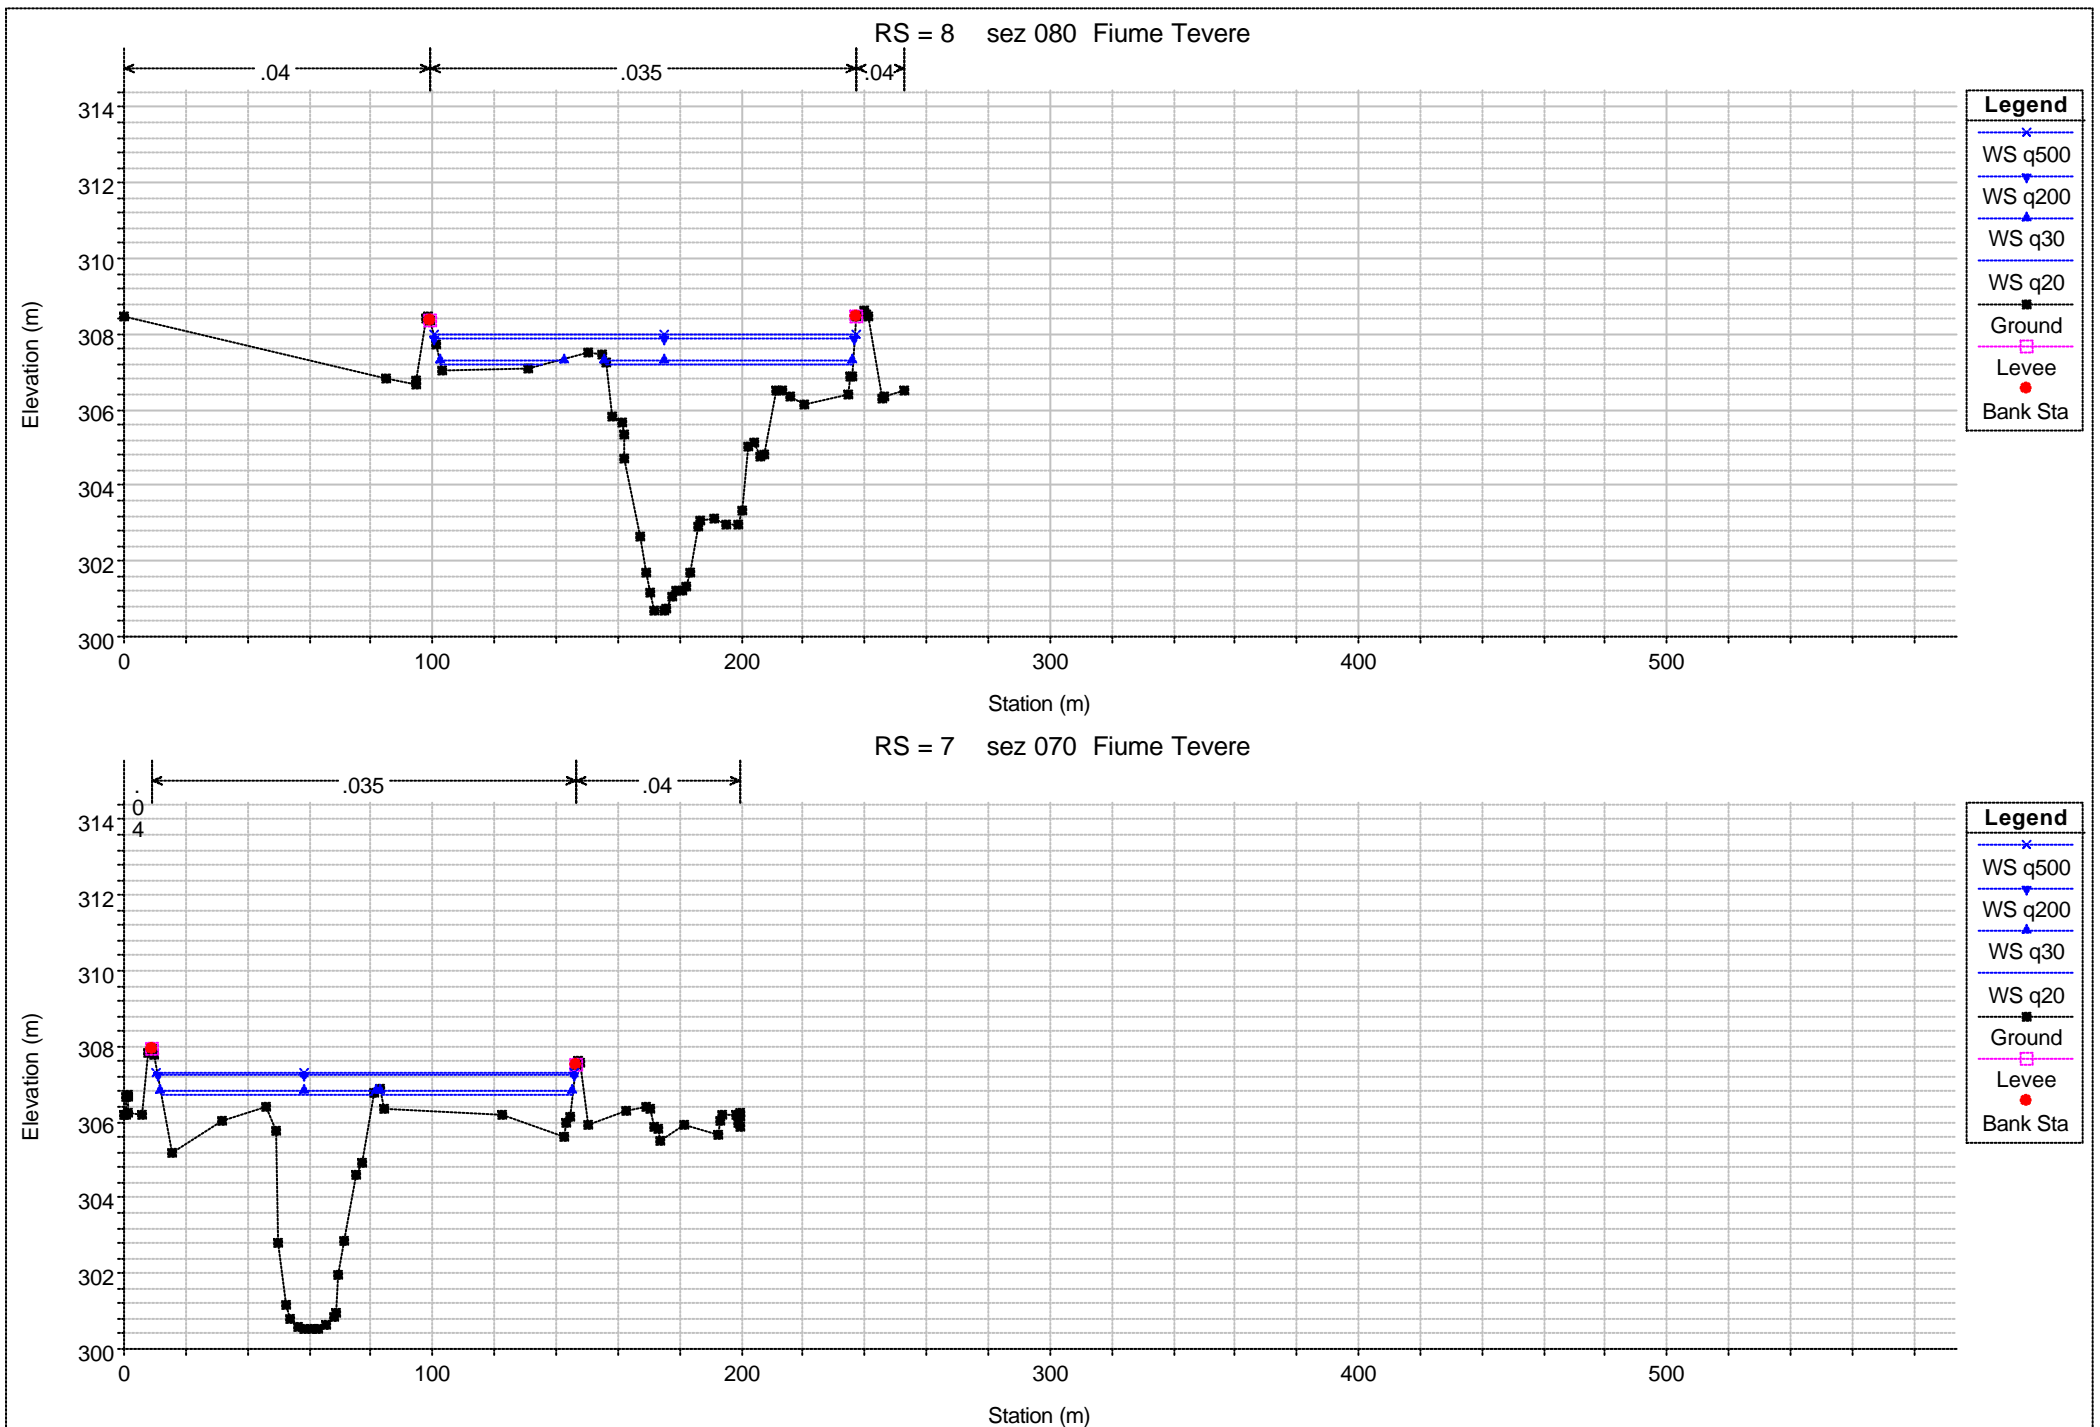 RS = 8 sez 080 Fiume Tevere
.04 .035 .04
314
312
310
308
306
304
302
300
Elevation (m)
0 100 200 300 400 500
Station (m)
Legend
WS q500
WS q200
WS q30
WS q20
Ground
Levee
Bank Sta
RS = 7 sez 070 Fiume Tevere
.04 .035 .04
314
312
310
308
306
304
302
300
Elevation (m)
0 100 200 300 400 500
Station (m)
Legend
WS q500
WS q200
WS q30
WS q20
Ground
Levee
Bank Sta